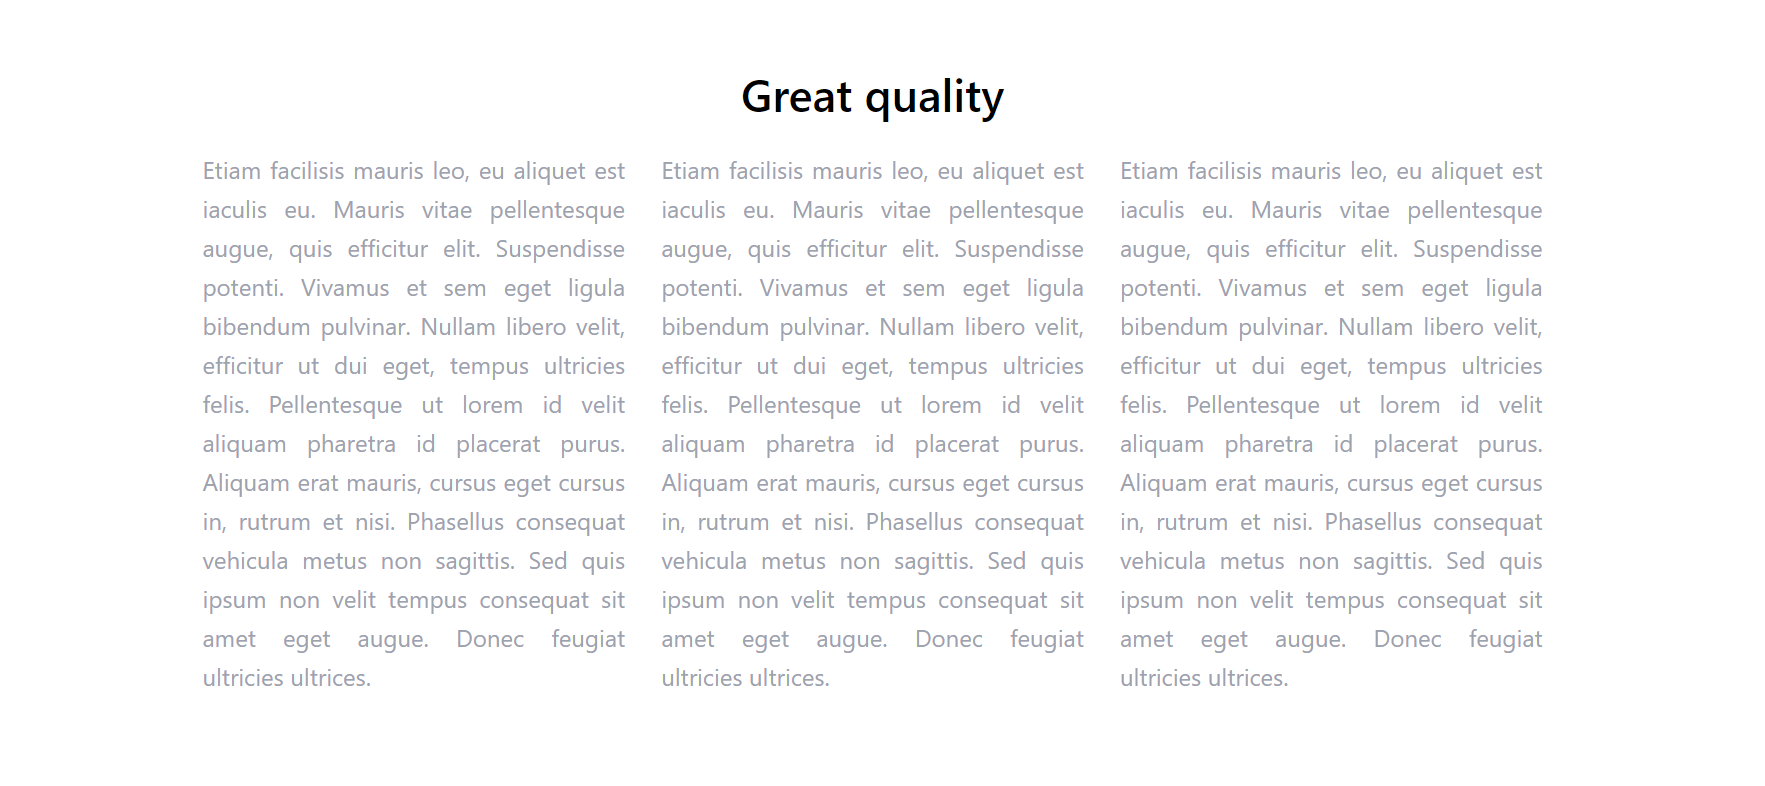 Great quality
Etiam facilisis mauris leo, eu aliquet est
iaculis eu. Mauris vitae pellentesque
augue, quis efficitur elit. Suspendisse
potenti. Vivamus et sem eget ligula
bibendum pulvinar. Nullam libero velit,
efficitur ut dui eget, tempus ultricies
felis. Pellentesque ut lorem id velit
aliquam pharetra id placerat purus.
Aliquam erat mauris, cursus eget cursus
in, rutrum et nisi. Phasellus consequat
vehicula metus non sagittis. Sed quis
ipsum non velit tempus consequat sit
amet eget augue. Donec feugiat
ultricies ultrices.
Etiam facilisis mauris leo, eu aliquet est
iaculis eu. Mauris vitae pellentesque
augue, quis efficitur elit. Suspendisse
potenti. Vivamus et sem eget ligula
bibendum pulvinar. Nullam libero velit,
efficitur ut dui eget, tempus ultricies
felis. Pellentesque ut lorem id velit
aliquam pharetra id placerat purus.
Aliquam erat mauris, cursus eget cursus
in, rutrum et nisi. Phasellus consequat
vehicula metus non sagittis. Sed quis
ipsum non velit tempus consequat sit
amet eget augue. Donec feugiat
ultricies ultrices.
Etiam facilisis mauris leo, eu aliquet est
iaculis eu. Mauris vitae pellentesque
augue, quis efficitur elit. Suspendisse
potenti. Vivamus et sem eget ligula
bibendum pulvinar. Nullam libero velit,
efficitur ut dui eget, tempus ultricies
felis. Pellentesque ut lorem id velit
aliquam pharetra id placerat purus.
Aliquam erat mauris, cursus eget cursus
in, rutrum et nisi. Phasellus consequat
vehicula metus non sagittis. Sed quis
ipsum non velit tempus consequat sit
amet eget augue. Donec feugiat
ultricies ultrices.